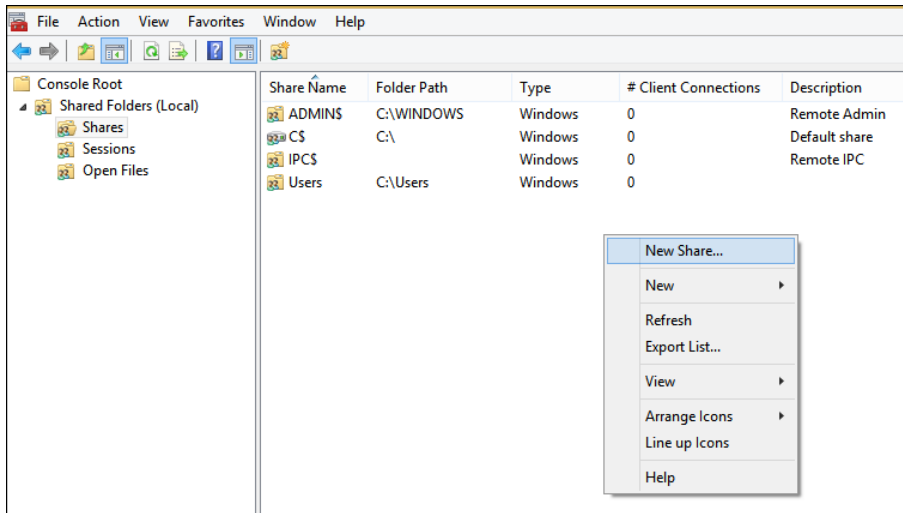 File Action View Favorites Window Help
Console Root
Shared Folders (Local)
Shares
Sessions
Open Files
Share Name Folder Path Type # Client Connections Description
ADMIN$ C:\WINDOWS Windows 0 Remote Admin
C$ C:\ Windows 0 Default share
IPC$ Windows 0 Remote IPC
Users C:\Users Windows 0
New Share...
New
Refresh
Export List...
View
Arrange Icons
Line up Icons
Help